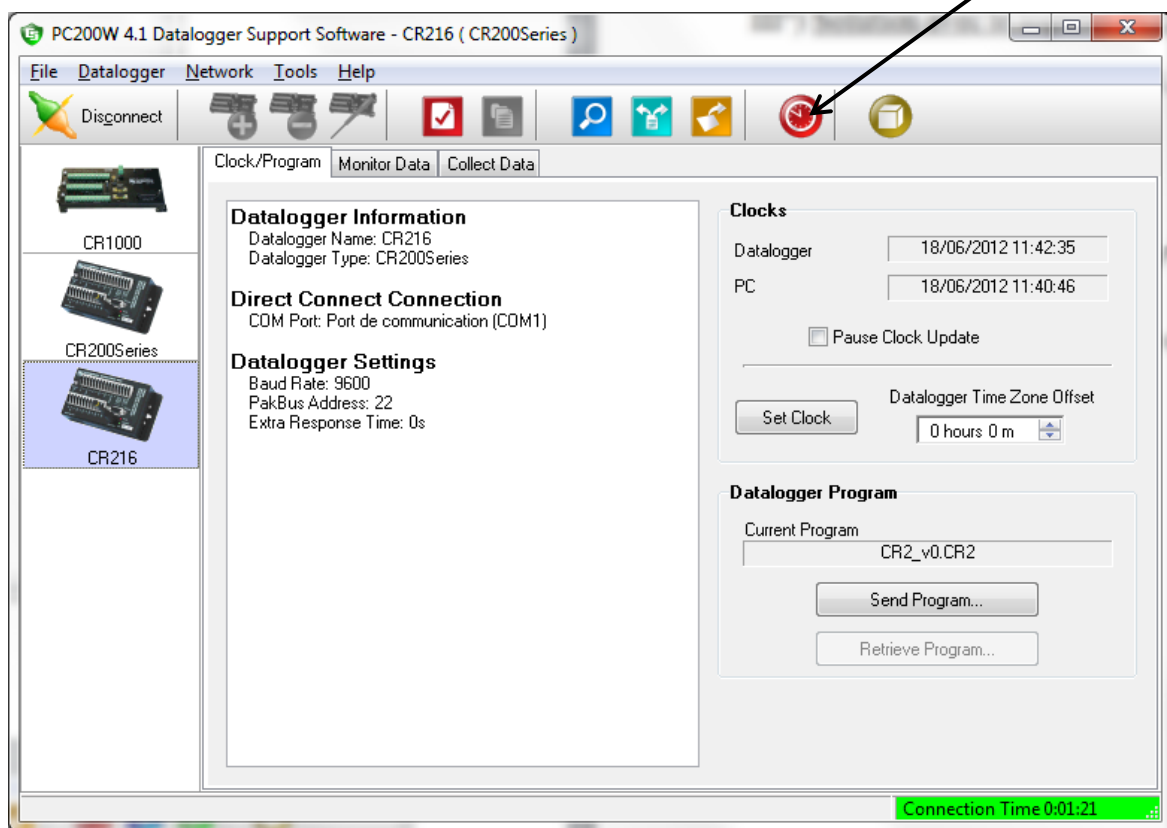 PC200W 4.1 Datalogger Support Software - CR216 ( CR200Series )
File Datalogger Network Tools Help
Disconnect
CR1000
CR200Series
CR216
Clock/Program Monitor Data Collect Data
Datalogger Information
Datalogger Name: CR216
Datalogger Type: CR200Series
Direct Connect Connection
COM Port: Port de communication (COM1)
Datalogger Settings
Baud Rate: 9600
PakBus Address: 22
Extra Response Time: 0s
Clocks
Datalogger 18/06/2012 11:42:35
PC 18/06/2012 11:40:46
Pause Clock Update
Datalogger Time Zone Offset
Set Clock 0 hours 0 m
Datalogger Program
Current Program
CR2_v0.CR2
Send Program...
Retrieve Program...
Connection Time 0:01:21